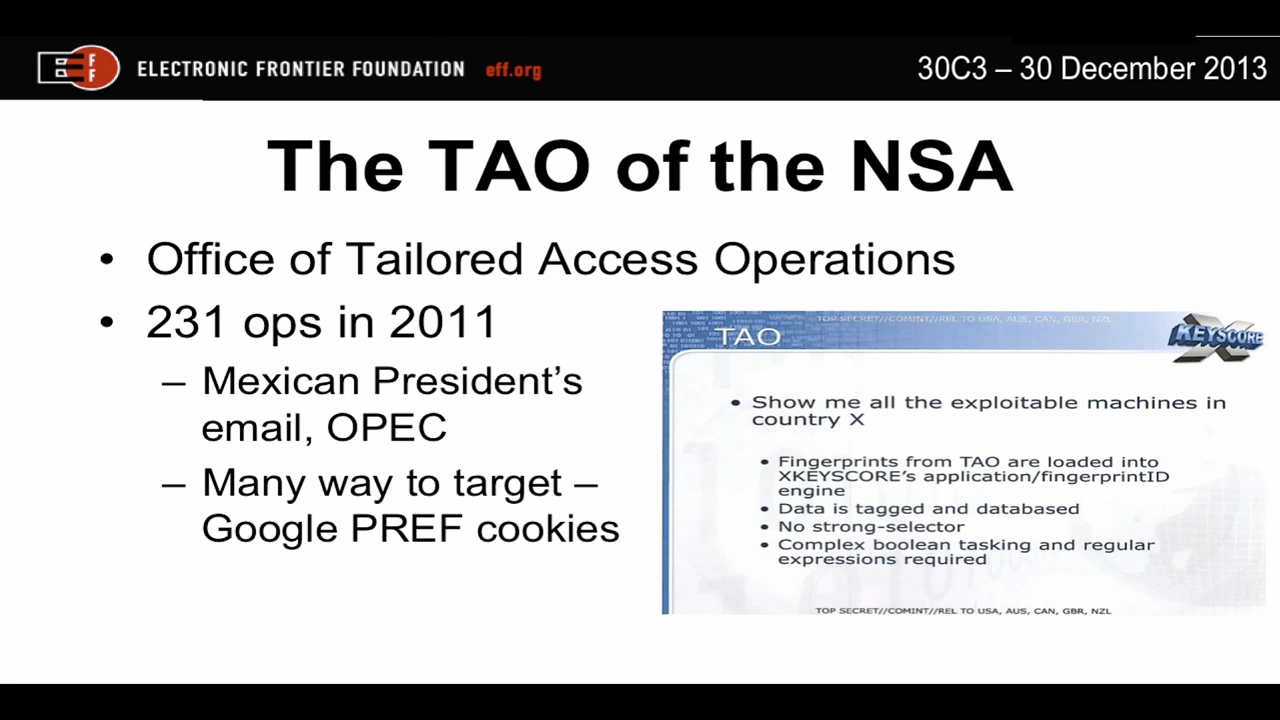 ELECTRONIC FRONTIER FOUNDATION eff.org
30C3 – 30 December 2013
The TAO of the NSA
• Office of Tailored Access Operations
• 231 ops in 2011
– Mexican President’s
email, OPEC
– Many way to target –
Google PREF cookies
TOP SECRET//COMINT//REL TO USA, AUS, CAN, GBR, NZL
TAO
XKEYSCORE
• Show me all the exploitable machines in
country X
• Fingerprints from TAO are loaded into
XKEYSCORE's application/fingerprintID
engine
• Data is tagged and databased
• No strong-selector
• Complex boolean tasking and regular
expressions required
TOP SECRET//COMINT//REL TO USA, AUS, CAN, GBR, NZL